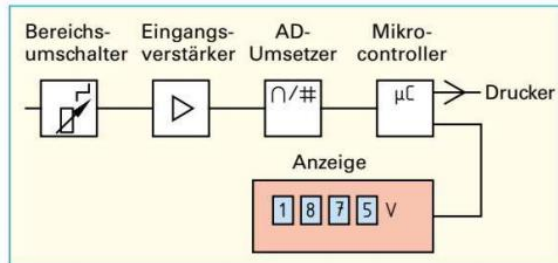 Bereichs-
umschalter
Eingangs-
verstärker
AD-
Umsetzer
Mikro-
controller
∩/#
µC
Drucker
Anzeige
1 8 7 5 V